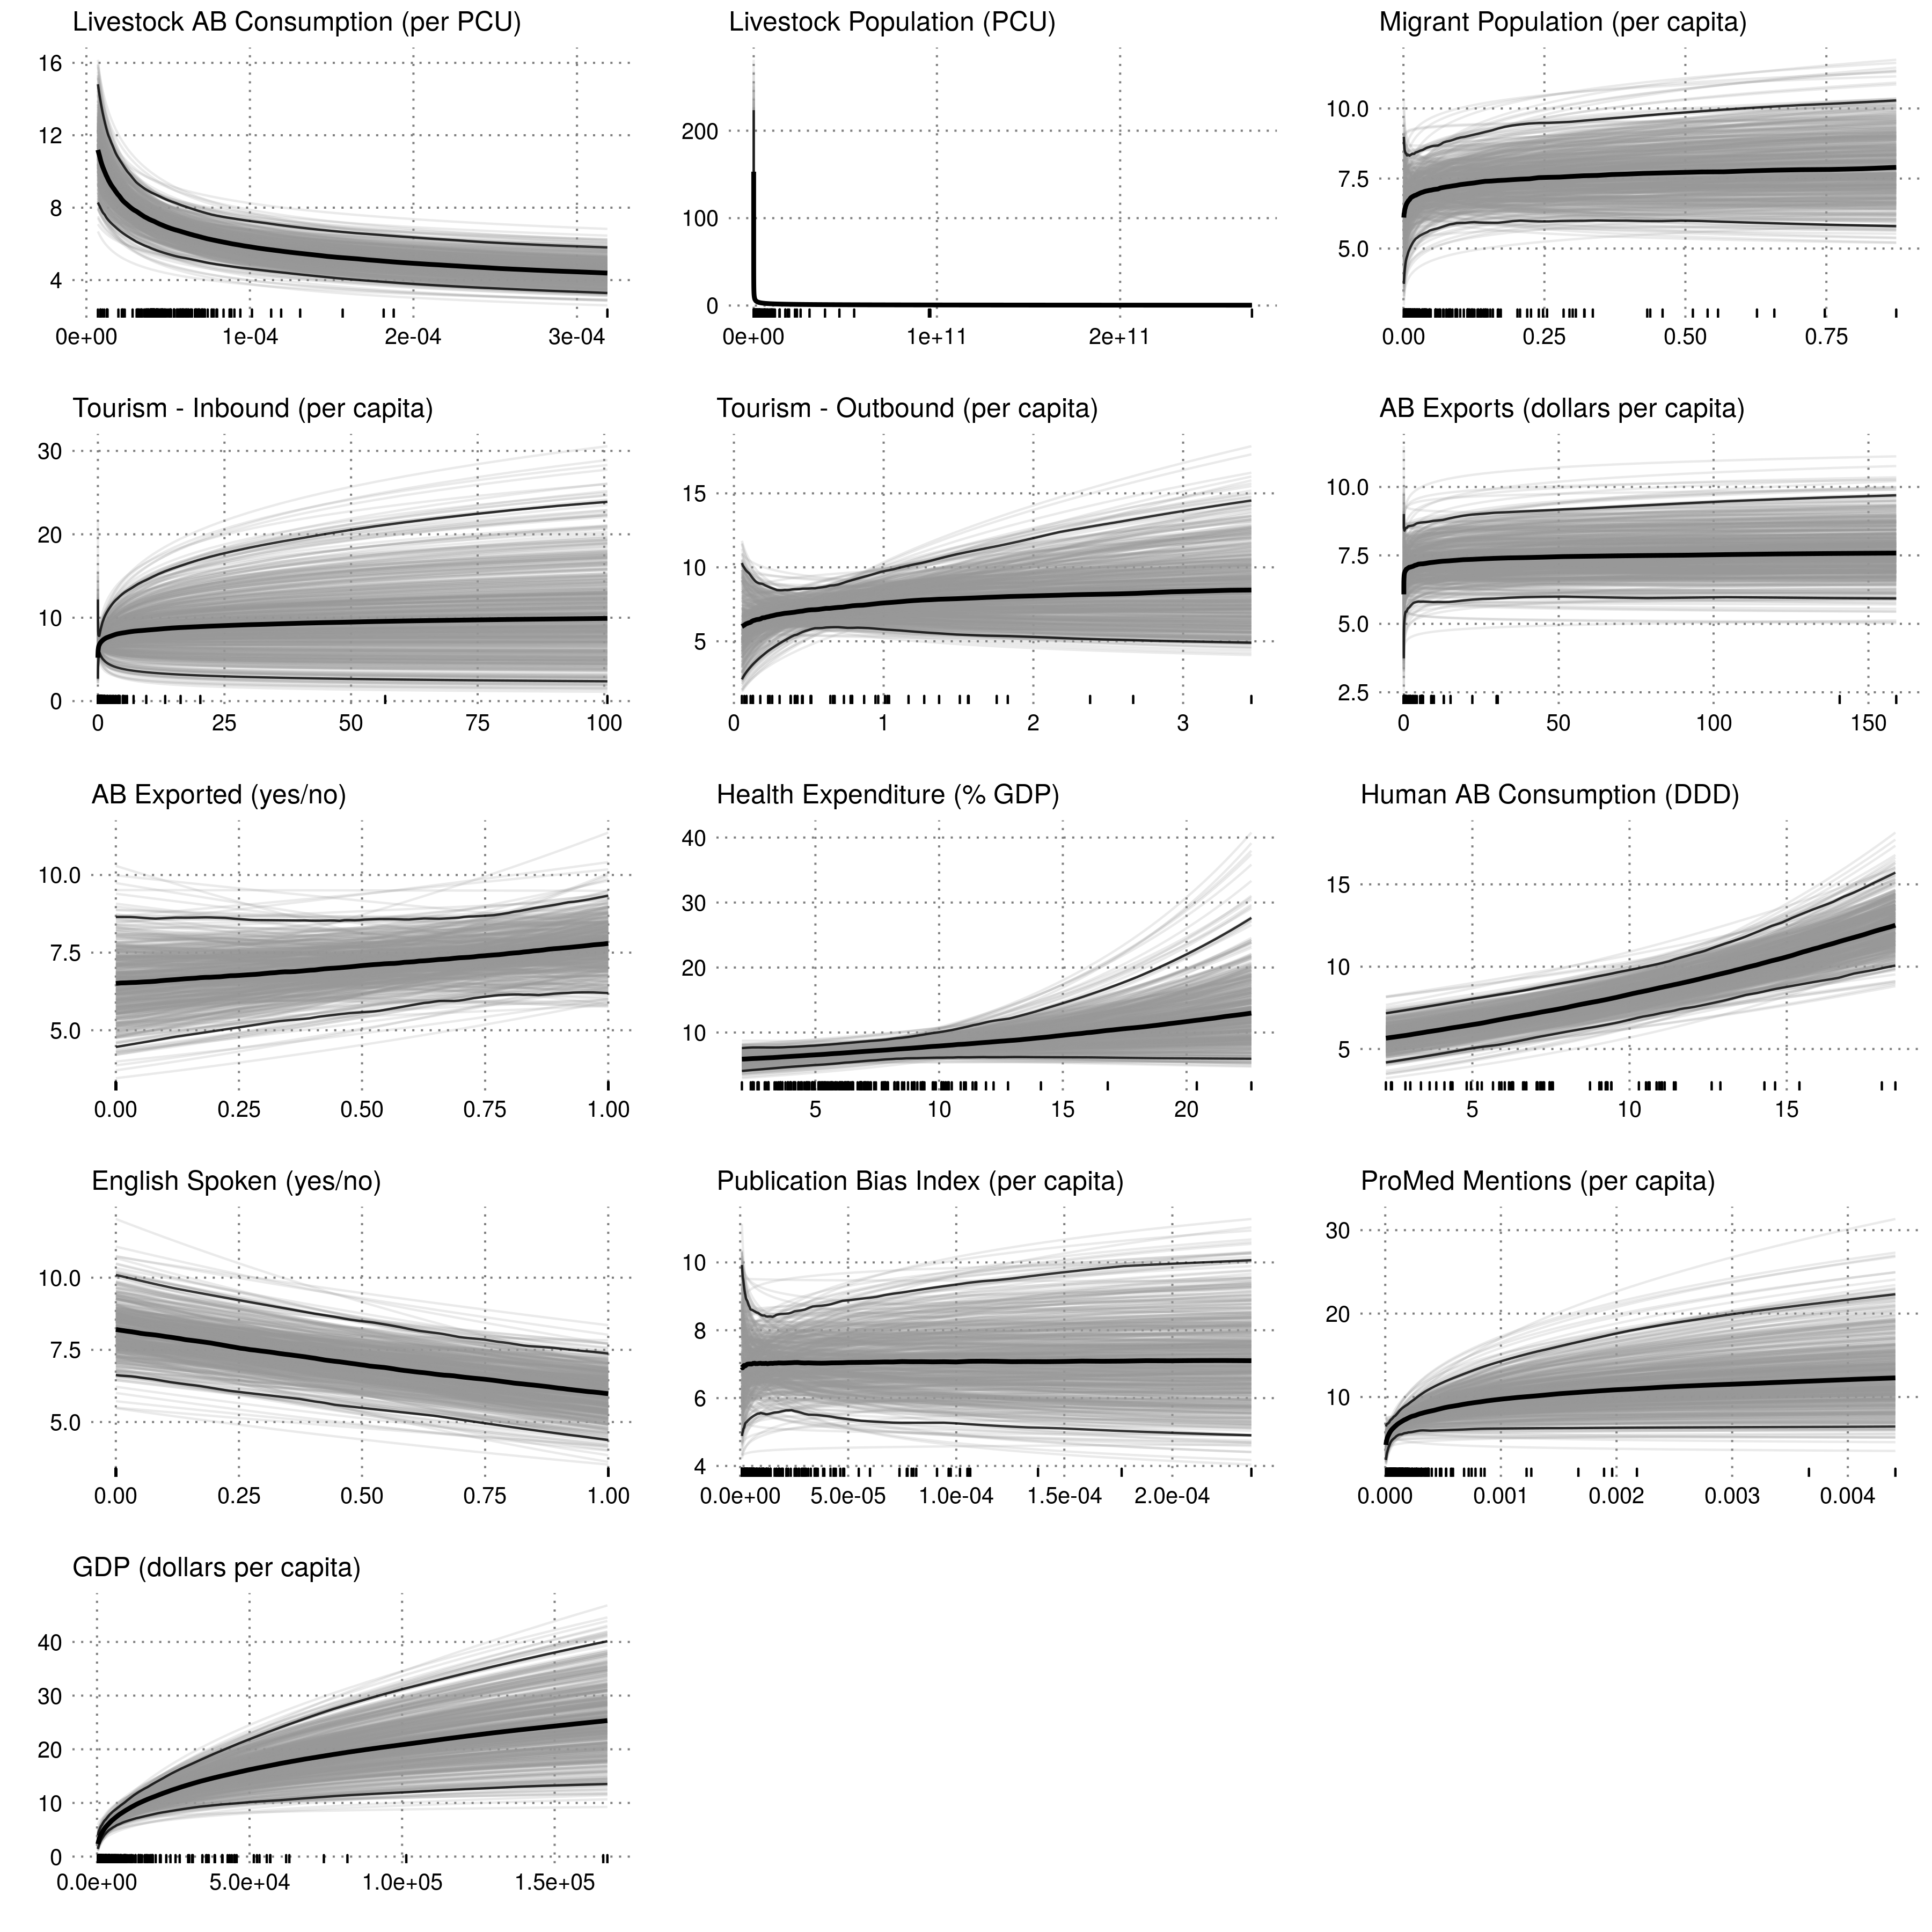 Livestock AB Consumption (per PCU)
16
12
8
4
0e+00 1e-04 2e-04 3e-04
Livestock Population (PCU)
200
100
0
0e+00 1e+11 2e+11
Migrant Population (per capita)
10.0
7.5
5.0
0.00 0.25 0.50 0.75
Tourism - Inbound (per capita)
30
20
10
0
0 25 50 75 100
Tourism - Outbound (per capita)
15
10
5
0 1 2 3
AB Exports (dollars per capita)
10.0
7.5
5.0
2.5
0 50 100 150
AB Exported (yes/no)
10.0
7.5
5.0
0.00 0.25 0.50 0.75 1.00
Health Expenditure (% GDP)
40
30
20
10
5 10 15 20
Human AB Consumption (DDD)
15
10
5
5 10 15
English Spoken (yes/no)
10.0
7.5
5.0
0.00 0.25 0.50 0.75 1.00
Publication Bias Index (per capita)
10
8
6
4
0.0e+00 5.0e-05 1.0e-04 1.5e-04 2.0e-04
ProMed Mentions (per capita)
30
20
10
0.000 0.001 0.002 0.003 0.004
GDP (dollars per capita)
40
30
20
10
0
0.0e+00 5.0e+04 1.0e+05 1.5e+05